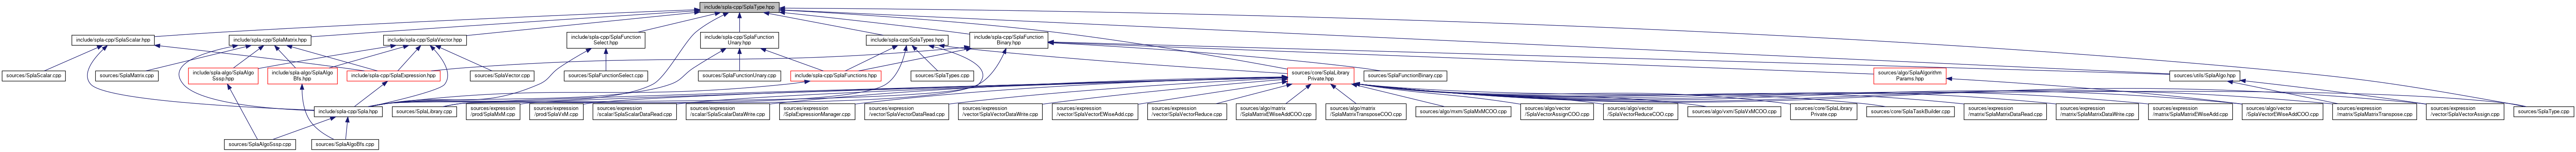 include/spla-cpp/SplaType.hpp
include/spla-cpp/SplaScalar.hpp
include/spla-cpp/SplaMatrix.hpp
include/spla-cpp/SplaVector.hpp
include/spla-cpp/SplaFunction
Select.hpp
include/spla-cpp/SplaFunction
Unary.hpp
include/spla-cpp/SplaTypes.hpp
include/spla-cpp/SplaFunction
Binary.hpp
sources/SplaScalar.cpp
sources/SplaMatrix.cpp
include/spla-algo/SplaAlgo
Sssp.hpp
include/spla-algo/SplaAlgo
Bfs.hpp
include/spla-cpp/SplaExpression.hpp
sources/SplaVector.cpp
sources/SplaFunctionSelect.cpp
sources/SplaFunctionUnary.cpp
include/spla-cpp/SplaFunctions.hpp
sources/SplaTypes.cpp
sources/core/SplaLibrary
Private.hpp
sources/SplaFunctionBinary.cpp
sources/algo/SplaAlgorithm
Params.hpp
sources/utils/SplaAlgo.hpp
include/spla-cpp/Spla.hpp
sources/SplaLibrary.cpp
sources/expression
/prod/SplaMxM.cpp
sources/expression
/prod/SplaVxM.cpp
sources/expression
/scalar/SplaScalarDataRead.cpp
sources/expression
/scalar/SplaScalarDataWrite.cpp
sources/expression
/SplaExpressionManager.cpp
sources/expression
/vector/SplaVectorDataRead.cpp
sources/expression
/vector/SplaVectorDataWrite.cpp
sources/expression
/vector/SplaVectorEWiseAdd.cpp
sources/expression
/vector/SplaVectorReduce.cpp
sources/algo/matrix
/SplaMatrixEWiseAddCOO.cpp
sources/algo/matrix
/SplaMatrixTransposeCOO.cpp
sources/algo/mxm/SplaMxMCOO.cpp
sources/algo/vector
/SplaVectorAssignCOO.cpp
sources/algo/vector
/SplaVectorReduceCOO.cpp
sources/algo/vxm/SplaVxMCOO.cpp
sources/core/SplaLibrary
Private.cpp
sources/core/SplaTaskBuilder.cpp
sources/expression
/matrix/SplaMatrixDataRead.cpp
sources/expression
/matrix/SplaMatrixDataWrite.cpp
sources/expression
/matrix/SplaMatrixEWiseAdd.cpp
sources/algo/vector
/SplaVectorEWiseAddCOO.cpp
sources/expression
/matrix/SplaMatrixTranspose.cpp
sources/expression
/vector/SplaVectorAssign.cpp
sources/SplaType.cpp
sources/SplaAlgoSssp.cpp
sources/SplaAlgoBfs.cpp